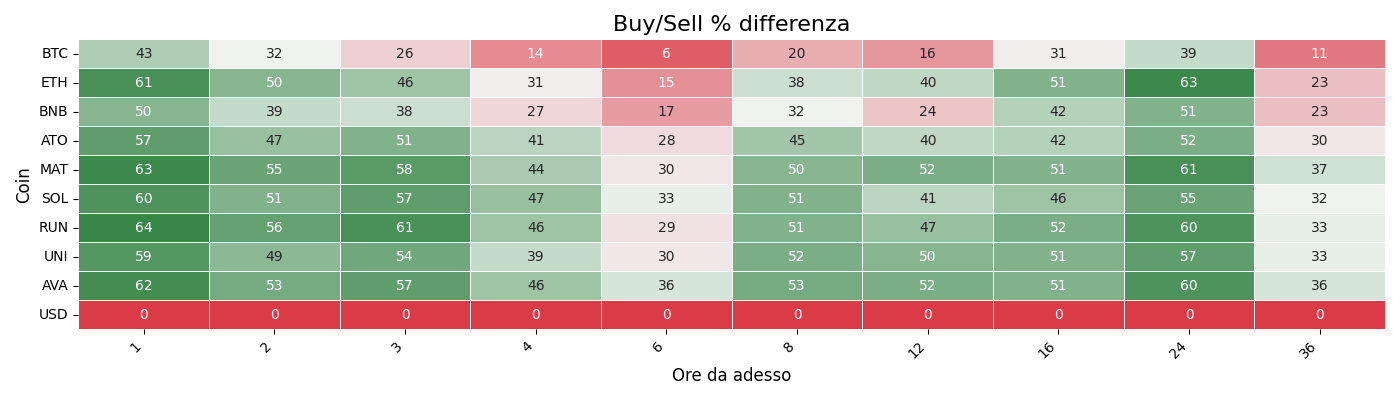 Buy/Sell % differenza
Coin
BTC 43 32 26 14 6 20 16 31 39 11
ETH 61 50 46 31 15 38 40 51 63 23
BNB 50 39 38 27 17 32 24 42 51 23
ATO 57 47 51 41 28 45 40 42 52 30
MAT 63 55 58 44 30 50 52 51 61 37
SOL 60 51 57 47 33 51 41 46 55 32
RUN 64 56 61 46 29 51 47 52 60 33
UNI 59 49 54 39 30 52 50 51 57 33
AVA 62 53 57 46 36 53 52 51 60 36
USD 0 0 0 0 0 0 0 0 0 0
1 2 3 4 6 8 12 16 24 36
Ore da adesso